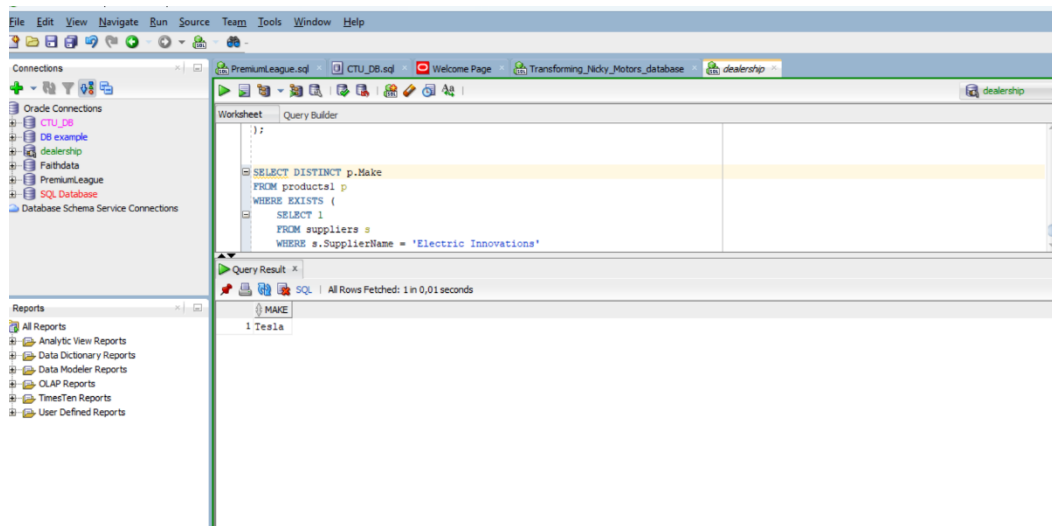 File Edit View Navigate Run Source Team Tools Window Help
Connections
Oracle Connections
CTU_DB
DB example
dealership
Faithdata
PremiumLeague
SQL Database
Database Schema Service Connections
Reports
All Reports
Analytic View Reports
Data Dictionary Reports
Data Modeler Reports
OLAP Reports
TimesTen Reports
User Defined Reports
PremiumLeague.sql CTU_DB.sql Welcome Page Transforming_Nicky_Motors_database dealership
dealership
Worksheet Query Builder
);
SELECT DISTINCT p.Make
FROM products1 p
WHERE EXISTS (
SELECT 1
FROM suppliers s
WHERE s.SupplierName = 'Electric Innovations'
Query Result
SQL | All Rows Fetched: 1 in 0,01 seconds
MAKE
1 Tesla